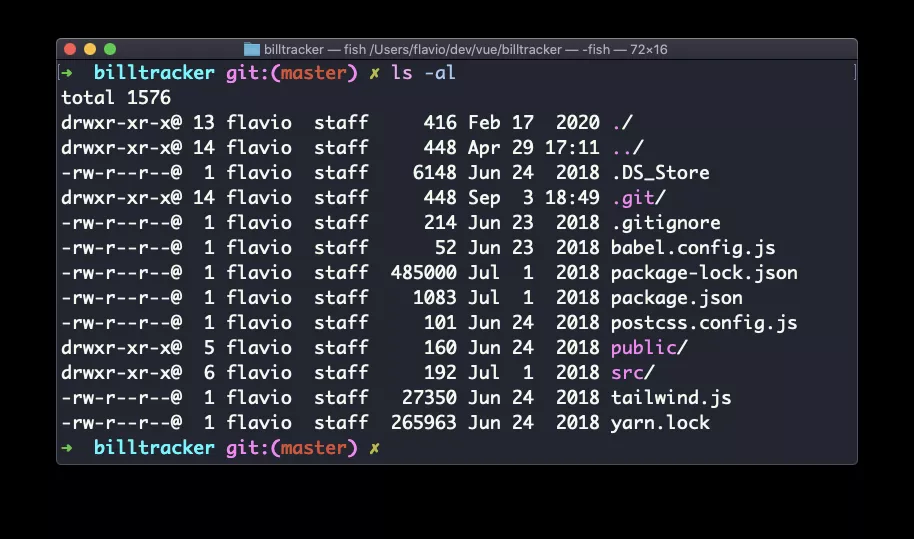 billtracker — fish /Users/flavio/dev/vue/billtracker — -fish — 72×16
➜  billtracker git:(master) ✗ ls -al
total 1576
drwxr-xr-x@ 13 flavio  staff     416 Feb 17  2020 ./
drwxr-xr-x@ 14 flavio  staff     448 Apr 29 17:11 ../
-rw-r--r--@  1 flavio  staff    6148 Jun 24  2018 .DS_Store
drwxr-xr-x@ 14 flavio  staff     448 Sep  3 18:49 .git/
-rw-r--r--@  1 flavio  staff     214 Jun 23  2018 .gitignore
-rw-r--r--@  1 flavio  staff      52 Jun 23  2018 babel.config.js
-rw-r--r--@  1 flavio  staff  485000 Jul  1  2018 package-lock.json
-rw-r--r--@  1 flavio  staff    1083 Jul  1  2018 package.json
-rw-r--r--@  1 flavio  staff     101 Jun 24  2018 postcss.config.js
drwxr-xr-x@  5 flavio  staff     160 Jun 24  2018 public/
drwxr-xr-x@  6 flavio  staff     192 Jul  1  2018 src/
-rw-r--r--@  1 flavio  staff   27350 Jun 24  2018 tailwind.js
-rw-r--r--@  1 flavio  staff  265963 Jun 24  2018 yarn.lock
➜  billtracker git:(master) ✗